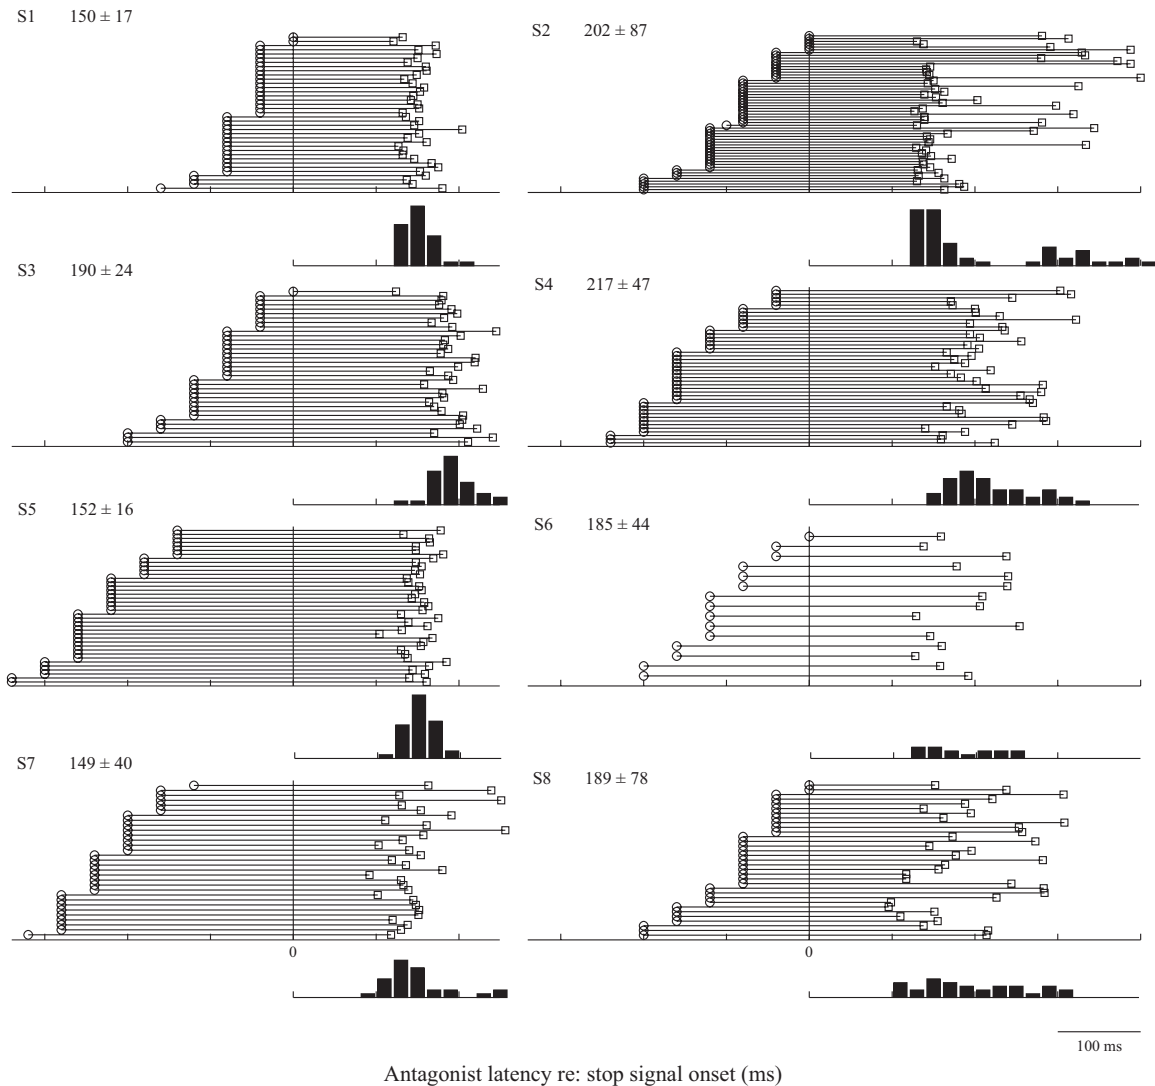 S1 150 ± 17
S2 202 ± 87
S3 190 ± 24
S4 217 ± 47
S5 152 ± 16
S6 185 ± 44
S7 149 ± 40
S8 189 ± 78
0
0
100 ms
Antagonist latency re: stop signal onset (ms)